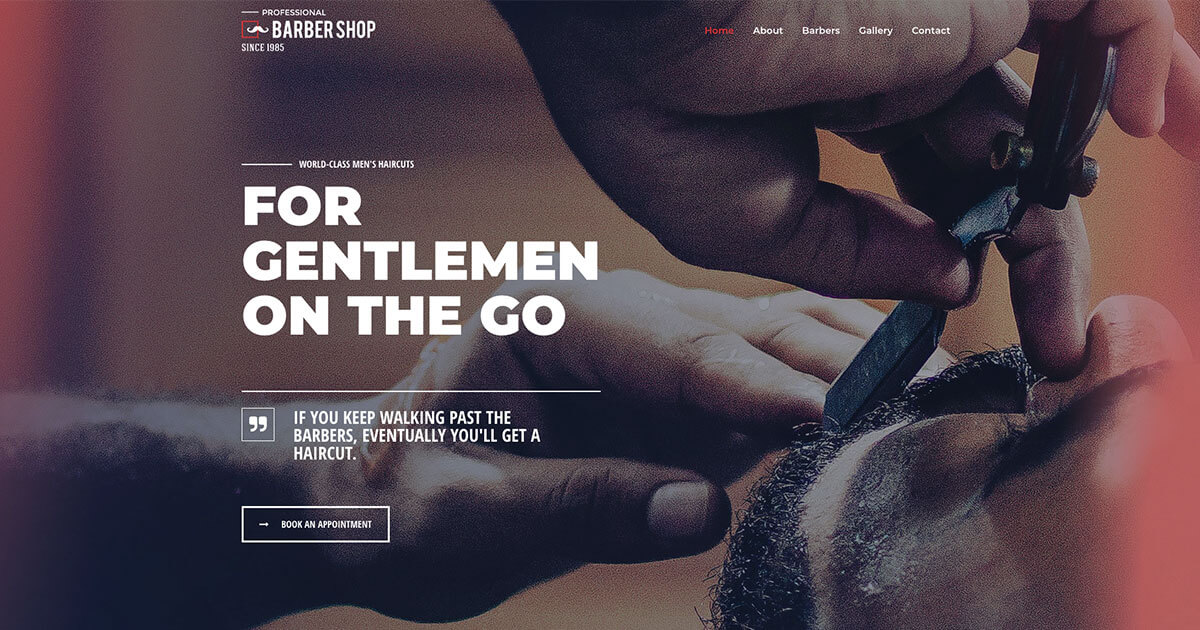 PROFESSIONAL
BARBER SHOP
SINCE 1985
Home About Barbers Gallery Contact
WORLD-CLASS MEN'S HAIRCUTS
FOR
GENTLEMEN
ON THE GO
IF YOU KEEP WALKING PAST THE
BARBERS, EVENTUALLY YOU'LL GET A
HAIRCUT.
BOOK AN APPOINTMENT